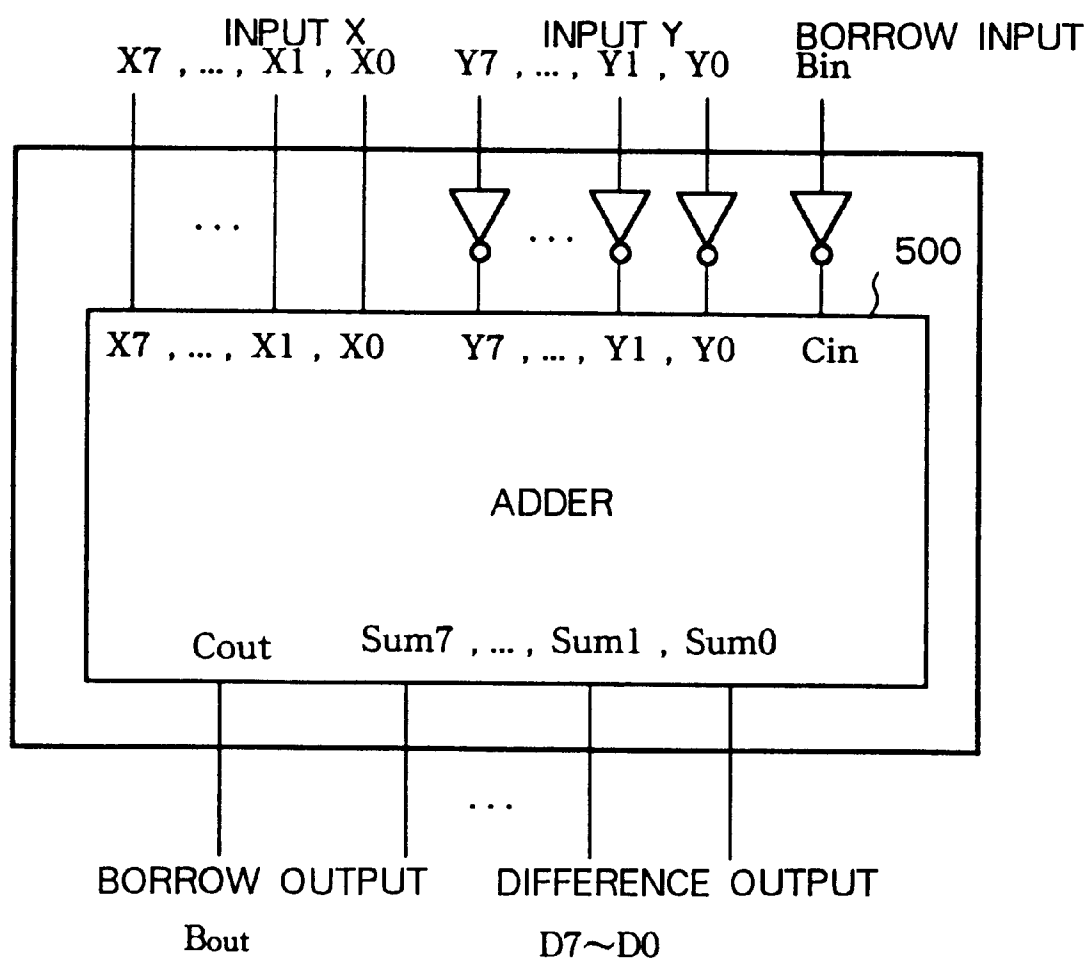 INPUT X INPUT Y BORROW INPUT
X7 , ... , X1 , X0 Y7 , ... , Y1 , Y0 Bin
... ...
500
X7 , ... , X1 , X0 Y7 , ... , Y1 , Y0 Cin
ADDER
Cout Sum7 , ... , Sum1 , Sum0
...
BORROW OUTPUT DIFFERENCE OUTPUT
Bout D7~D0